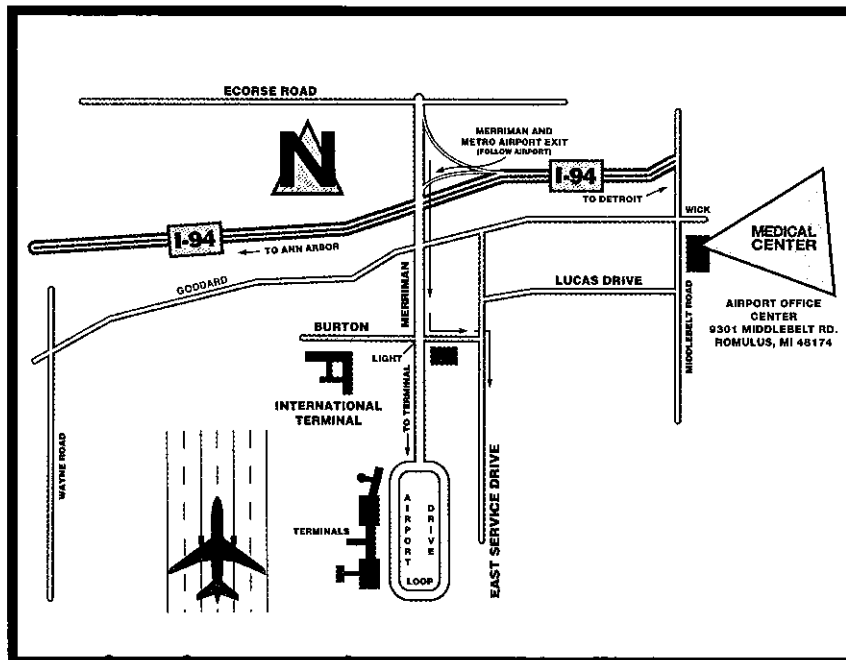 ECORSE ROAD
N
MERRIMAN AND
METRO AIRPORT EXIT
(FOLLOW AIRPORT)
I-94
TO DETROIT
WICK
I-94
TO ANN ARBOR
MEDICAL
CENTER
GODDARD
MERRIMAN
LUCAS DRIVE
MIDDLEBELT ROAD
AIRPORT OFFICE
CENTER
9301 MIDDLEBELT RD.
ROMULUS, MI 48174
BURTON
LIGHT
INTERNATIONAL
TERMINAL
TO TERMINAL
WAYNE ROAD
TERMINALS
AIRPORT
DRIVE
LOOP
EAST SERVICE DRIVE